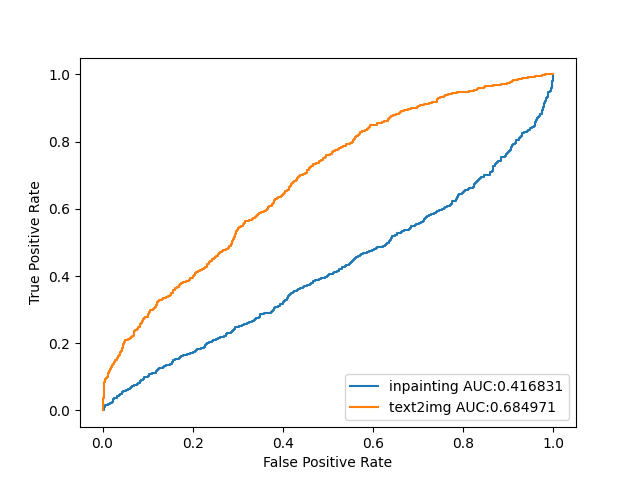 1.0
0.8
0.6
0.4
0.2
0.0
True Positive Rate
inpainting AUC:0.416831
text2img AUC:0.684971
0.0 0.2 0.4 0.6 0.8 1.0
False Positive Rate